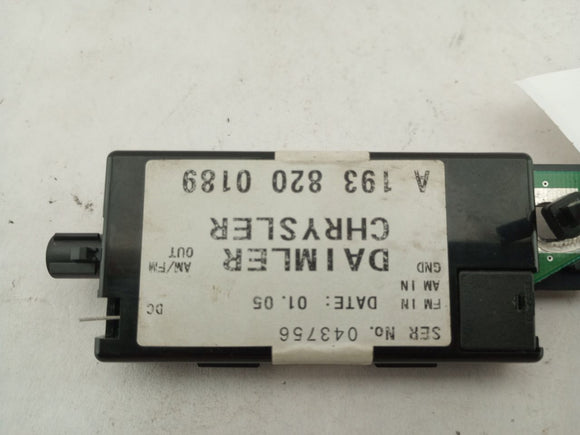 SER No. 043756
FM IN DATE: 01.05 DC
AM IN
GND DAIMLER AM/FM OUT
CHRYSLER
A 193 820 0189